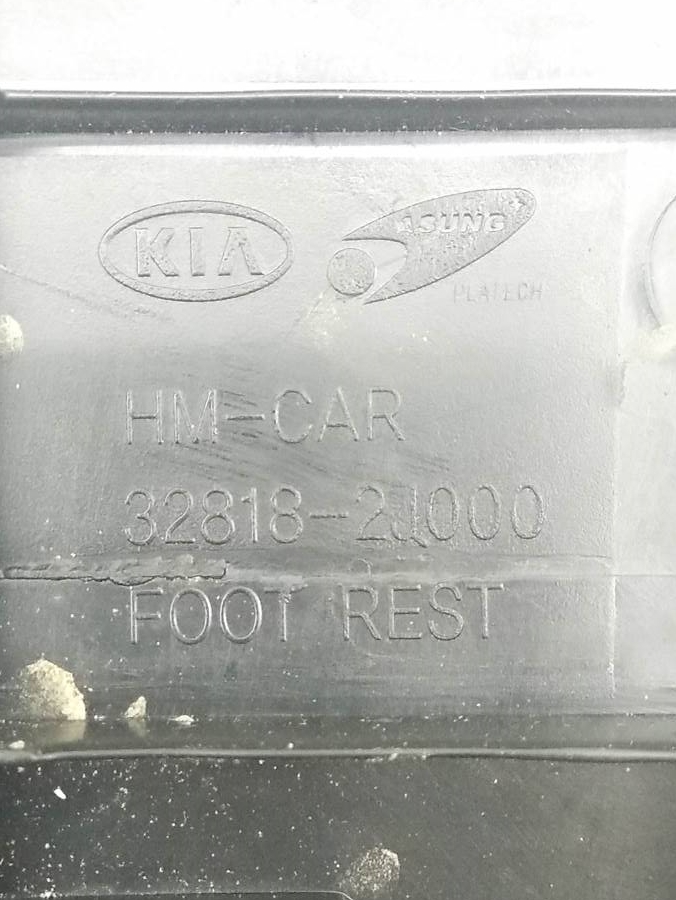 KIA ASUNG
PLATECH
HM-CAR
32818-2J000
FOOT REST